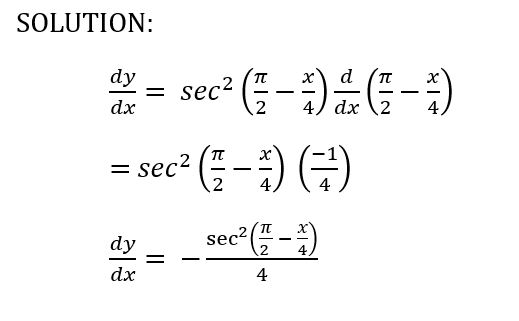 SOLUTION:
dy/dx = sec² (π/2 − x/4) d/dx (π/2 − x/4)
= sec² (π/2 − x/4) (−1/4)
dy/dx = − sec²(π/2 − x/4)/4